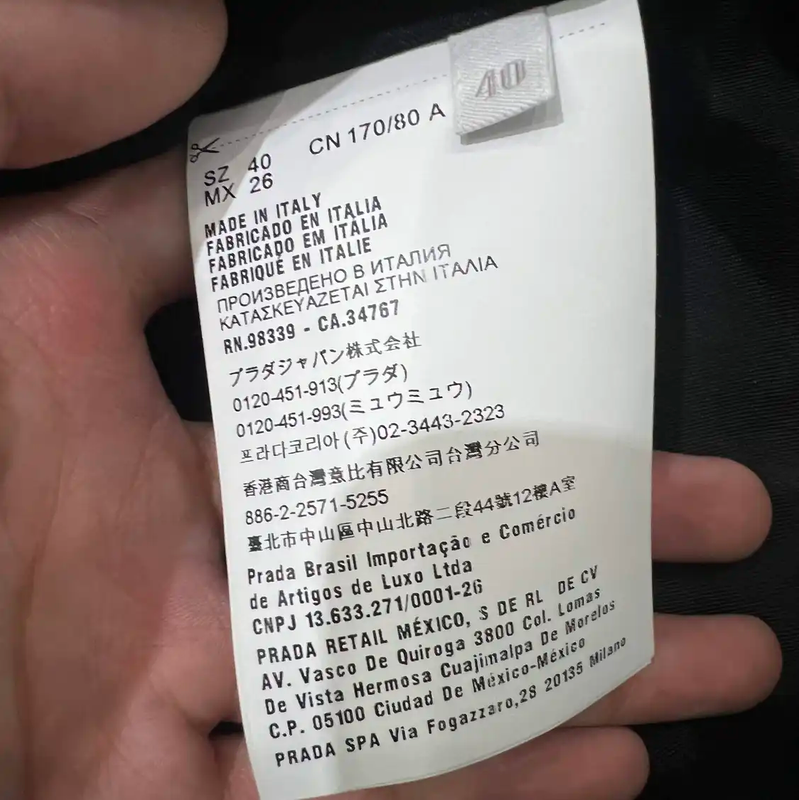 40
SZ 40 CN 170/80 A
MX 26
MADE IN ITALY
FABRICADO EN ITALIA
FABRICADO EM ITÁLIA
FABRIQUÉ EN ITALIE
ПРОИЗВЕДЕНО В ИТАЛИЯ
ΚΑΤΑΣΚΕΥΑΖΕΤΑΙ ΣΤΗΝ ΙΤΑΛΙΑ
RN.98339 - CA.34767
プラダジャパン株式会社
0120-451-913(プラダ)
0120-451-993(ミュウミュウ)
프라다코리아(주)02-3443-2323
香港商台灣意比有限公司台灣分公司
886-2-2571-5255
臺北市中山區中山北路二段44號12樓A室
Prada Brasil Importação e Comércio
de Artigos de Luxo Ltda
CNPJ 13.633.271/0001-26
PRADA RETAIL MÉXICO, S DE RL DE CV
AV. Vasco De Quiroga 3800 Col. Lomas
De Vista Hermosa Cuajimalpa De Morelos
C.P. 05100 Ciudad De México-México
PRADA SPA Via Fogazzaro,28 20135 Milano